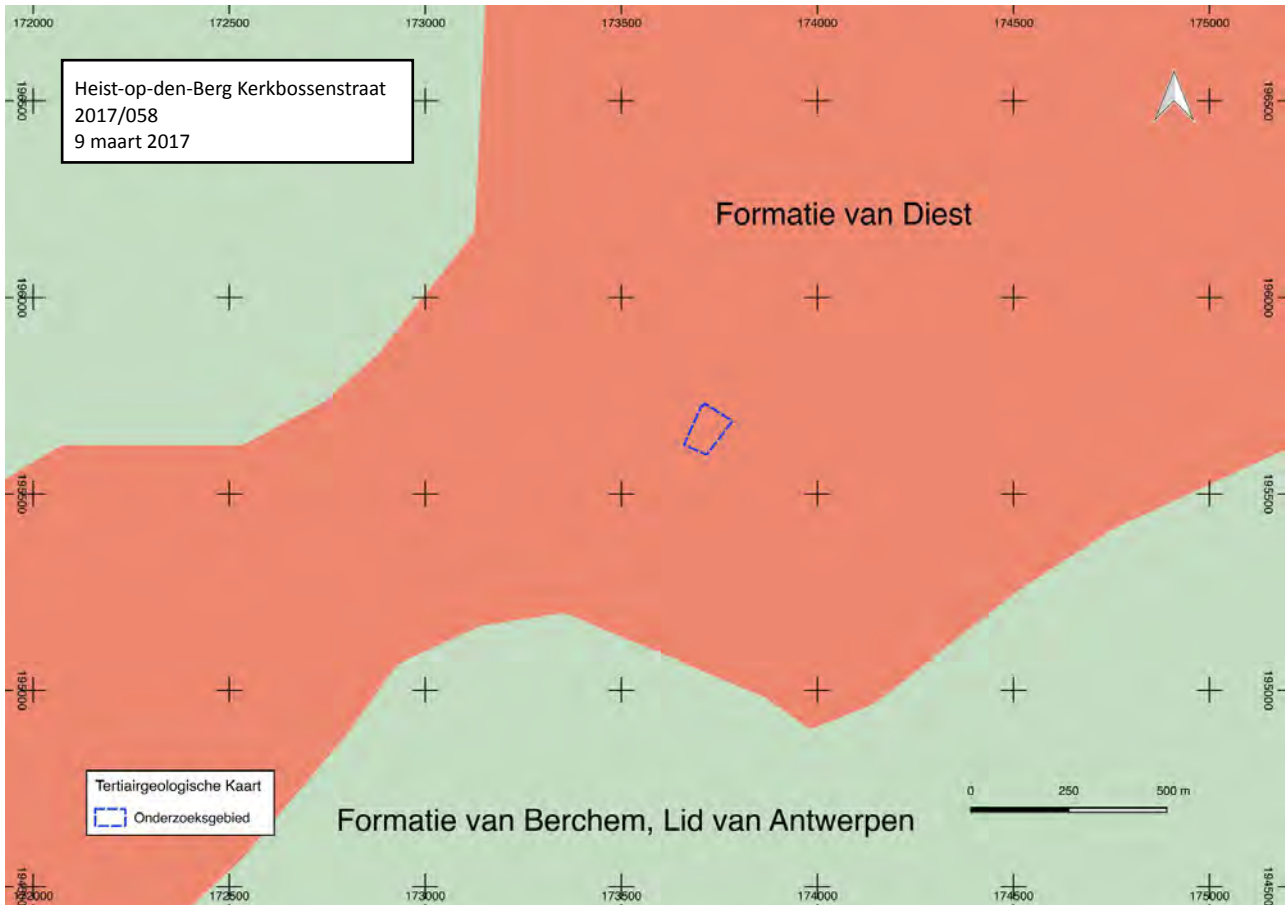 172000 172500 173000 173500 174000 174500 175000
Heist-op-den-Berg Kerkbossenstraat
2017/058
9 maart 2017
196500 196500
Formatie van Diest
196000 196000
195500 195500
195000 195000
Tertiairgeologische Kaart
Onderzoeksgebied
Formatie van Berchem, Lid van Antwerpen
0 250 500 m
194500
172000 172500 173000 173500 174000 174500 175000